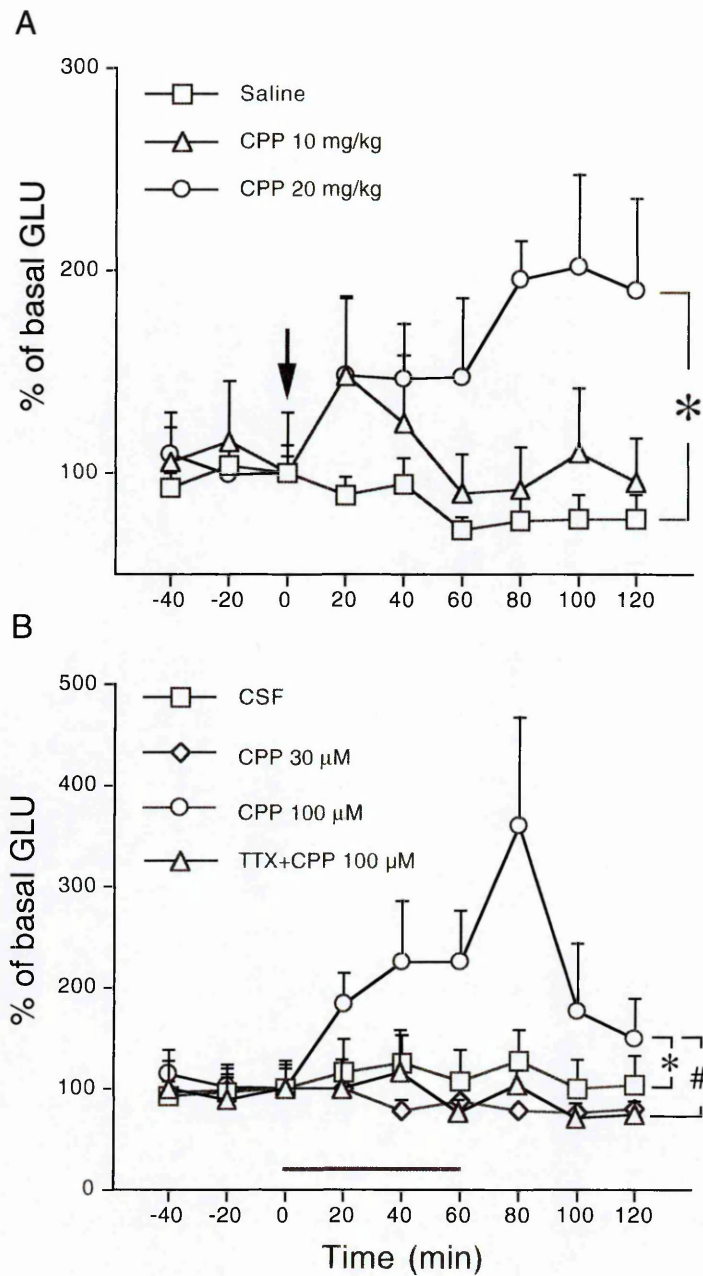 A
300
200
100
% of basal GLU
Saline
CPP 10 mg/kg
CPP 20 mg/kg
*
-40 -20 0 20 40 60 80 100 120
B
500
400
300
200
100
0
% of basal GLU
CSF
CPP 30 µM
CPP 100 µM
TTX+CPP 100 µM
* #
-40 -20 0 20 40 60 80 100 120
Time (min)